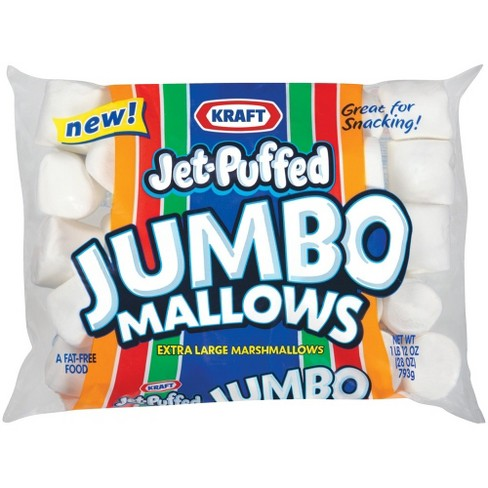 new!
KRAFT
Great for
Snacking!
Jet-Puffed
JUMBO
MALLOWS
EXTRA LARGE MARSHMALLOWS
A FAT-FREE
FOOD
NET WT
1 LB 12 OZ
(28 OZ)
793g
KRAFT
Jet-Puffed
JUMBO